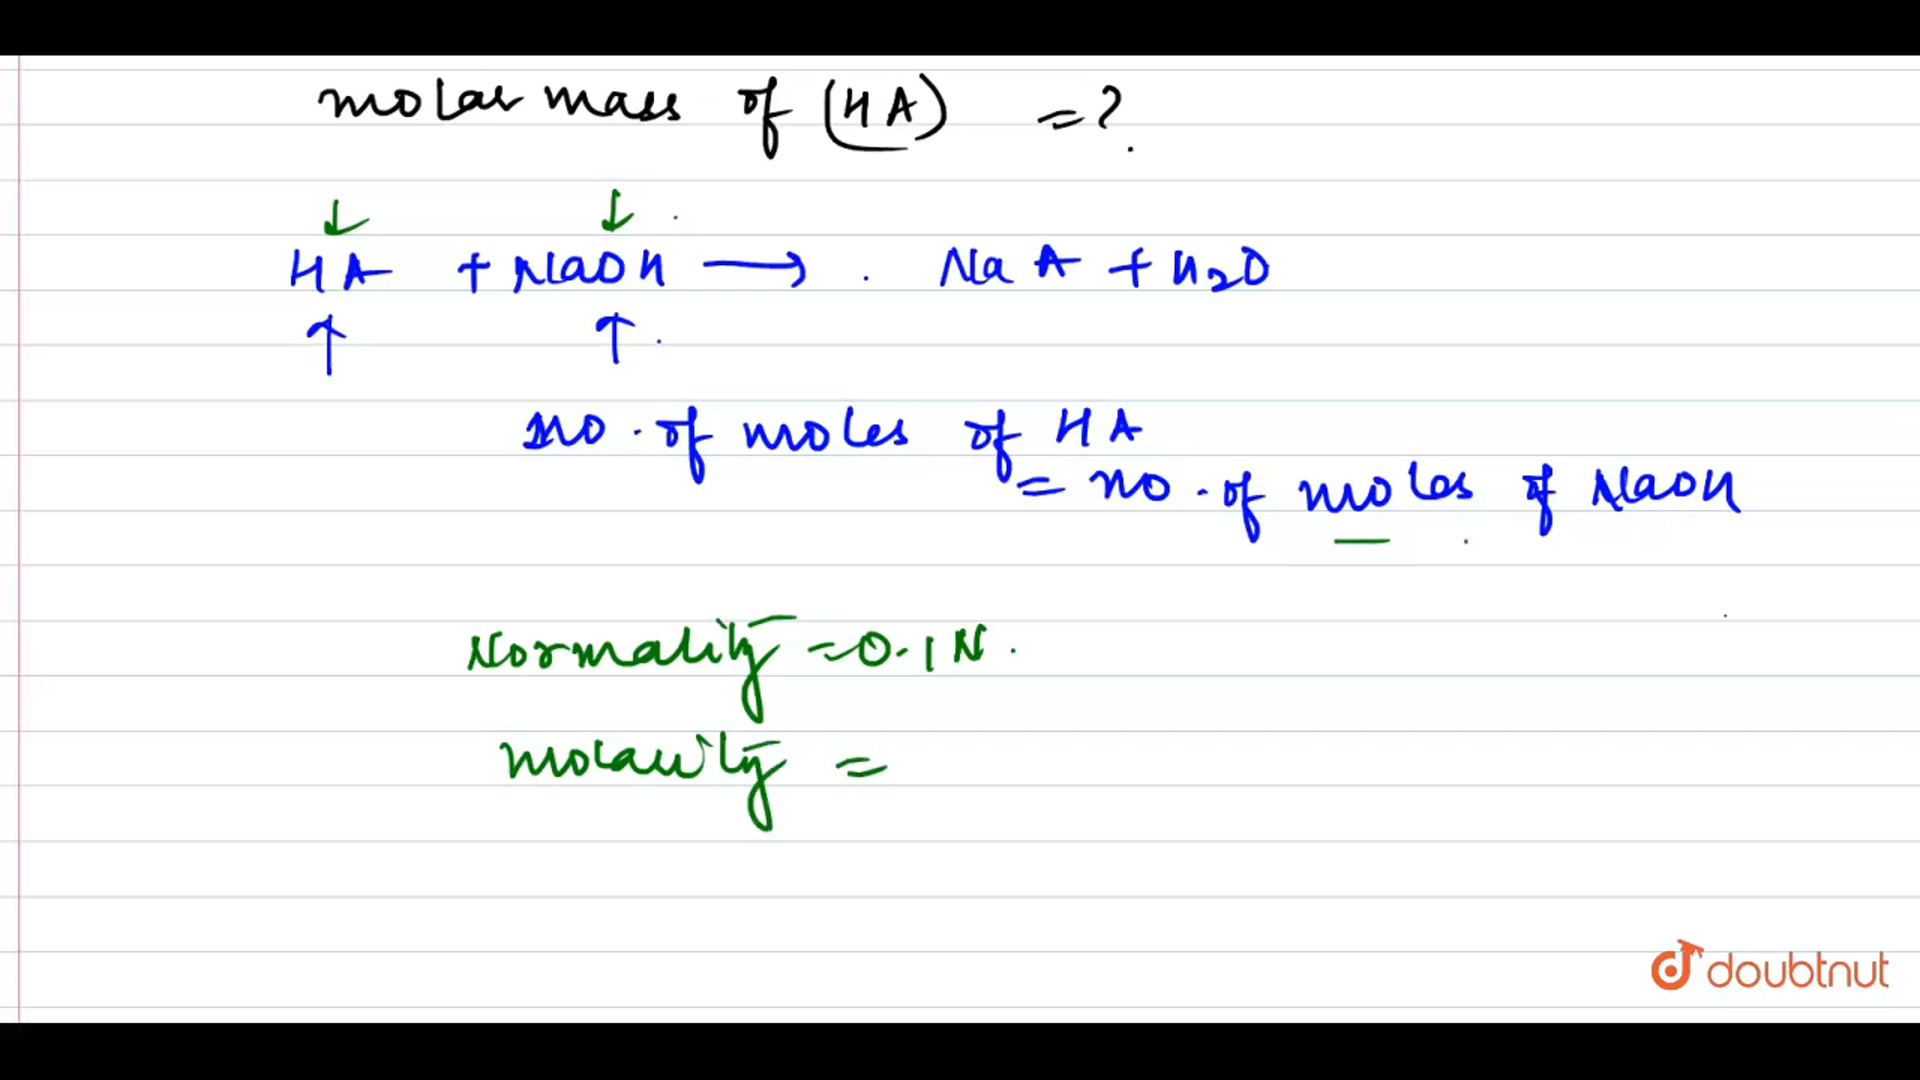 molar mass of (HA) = ?
HA + NaOH → NaA + H2O
no. of moles of HA
= no. of moles of NaOH
Normality = 0.1 N.
molarity =
doubtnut